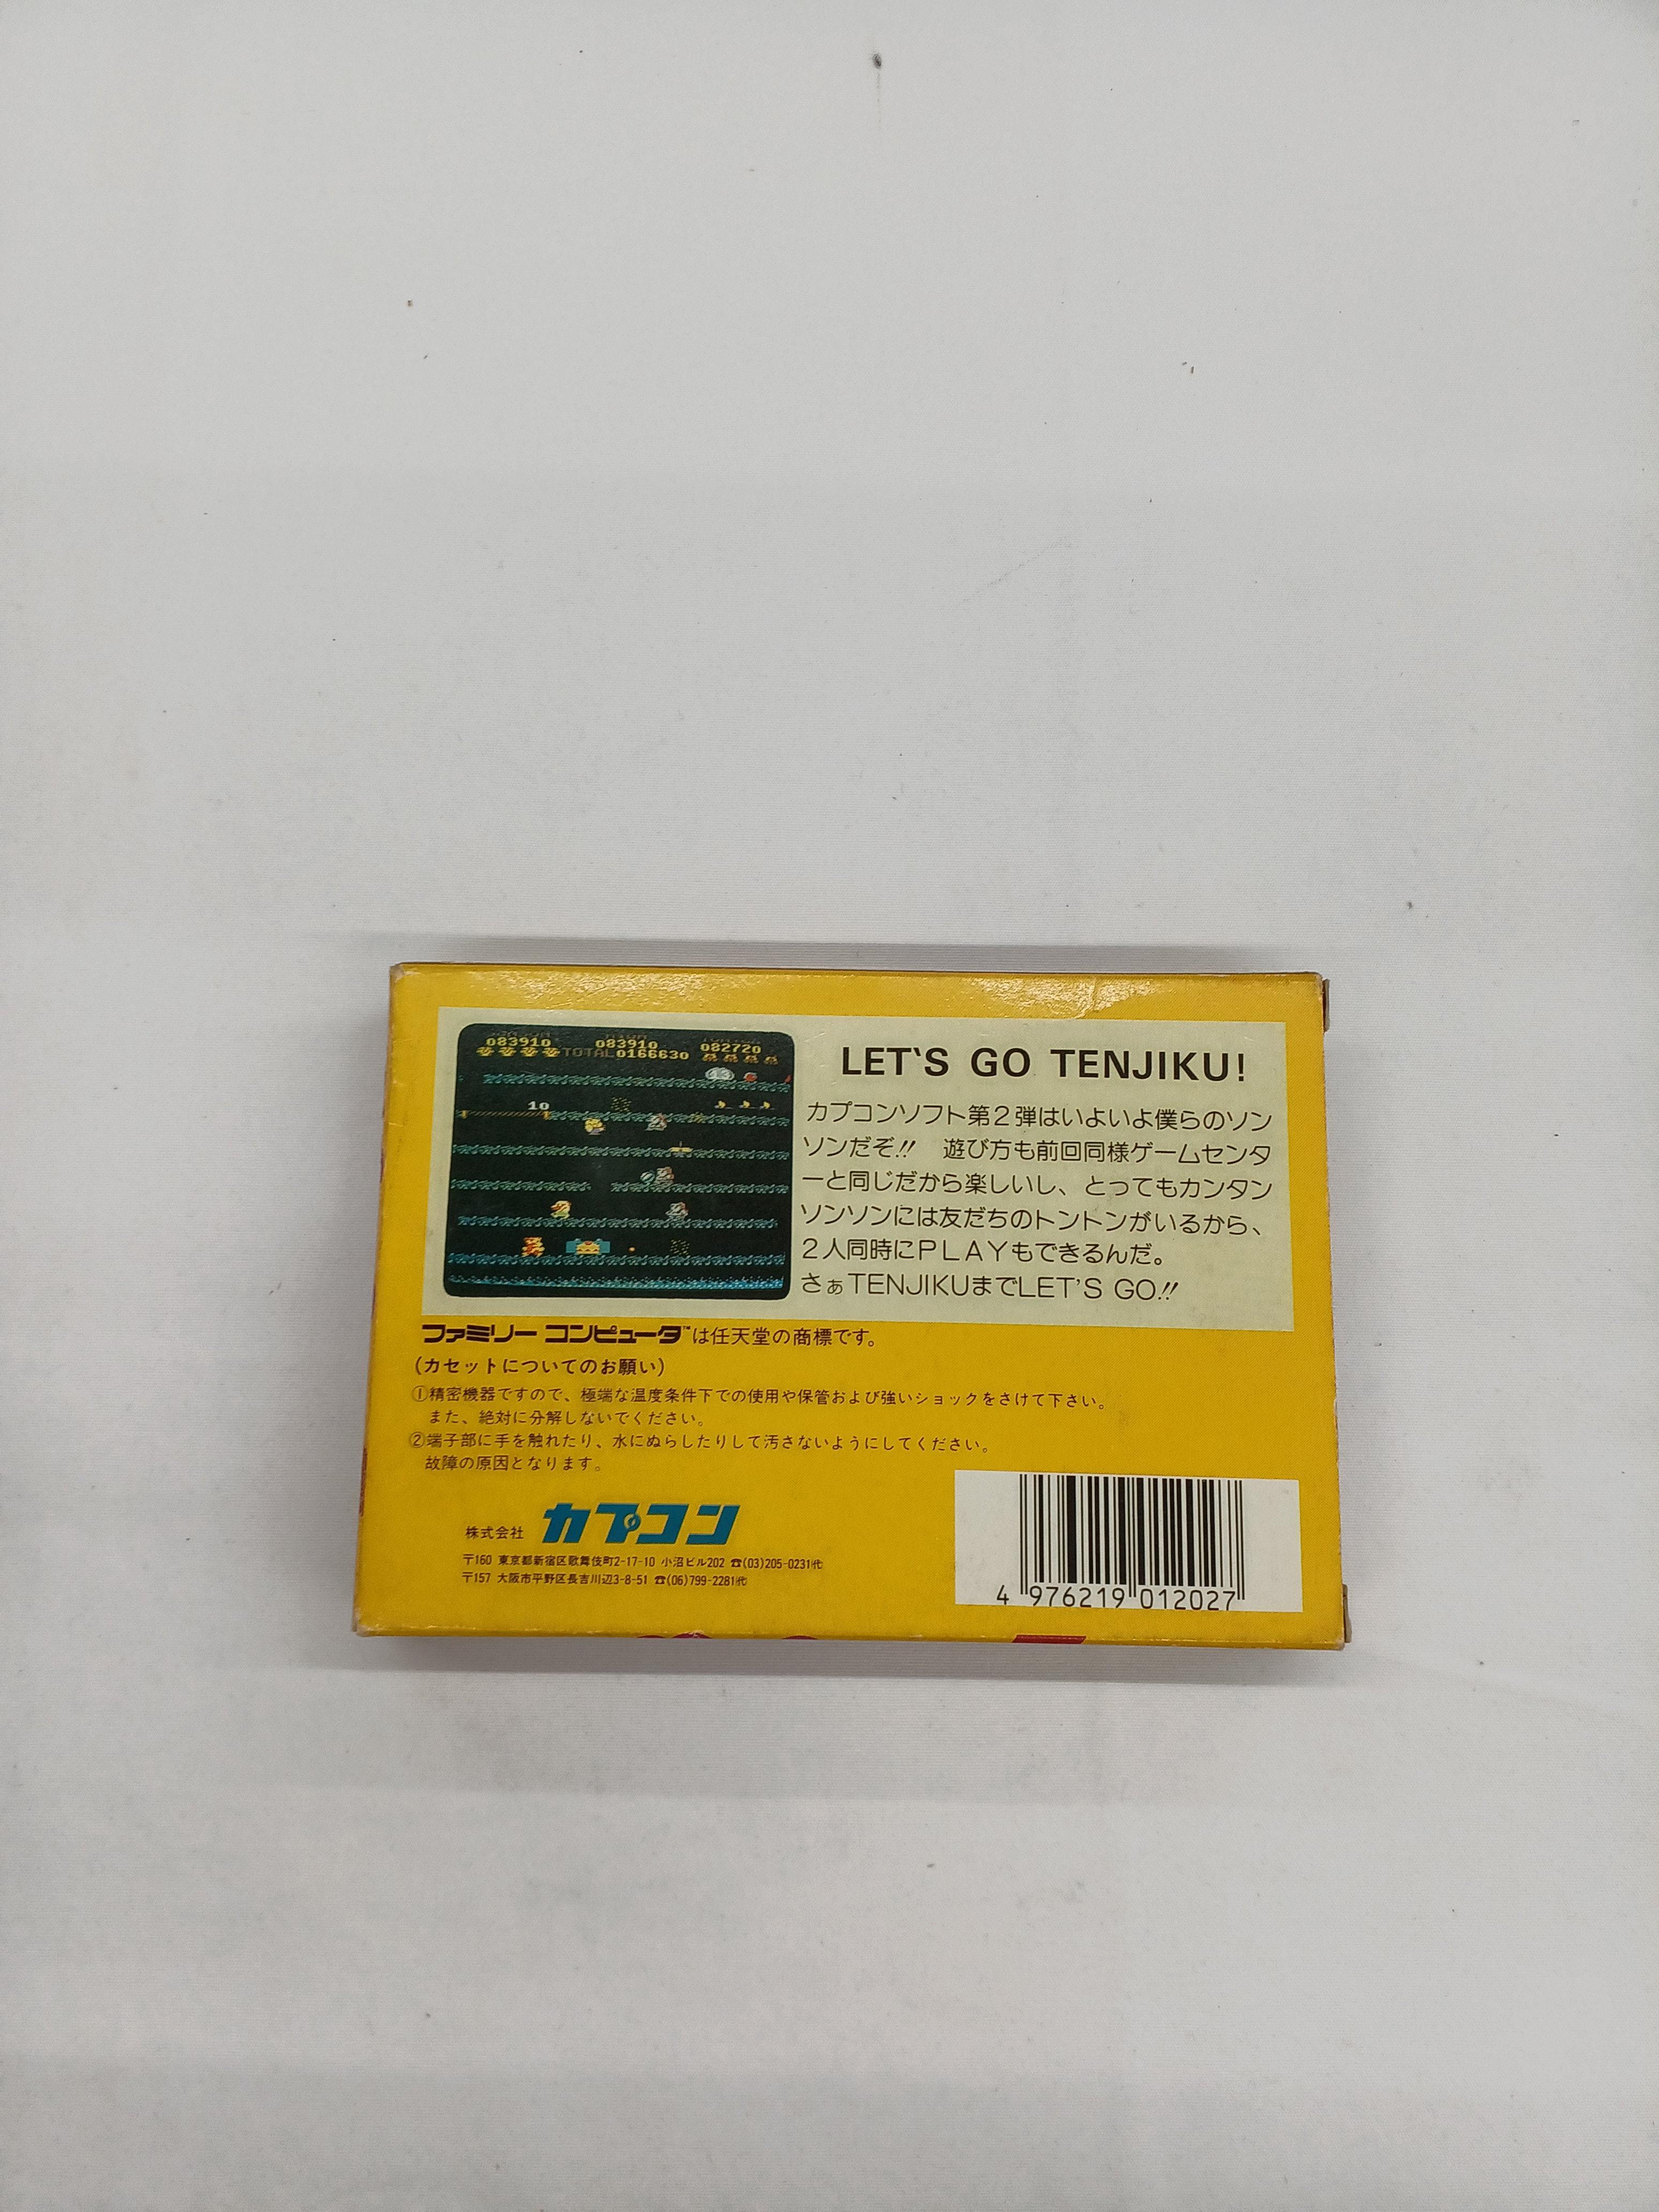 083910 083910 082720
TOTAL0166630
13
10
LET'S GO TENJIKU!
カプコンソフト第2弾はいよいよ僕らのソン
ソンだぞ!! 遊び方も前回同様ゲームセンタ
ーと同じだから楽しいし、とってもカンタン
ソンソンには友だちのトントンがいるから、
2人同時にPLAYもできるんだ。
さぁTENJIKUまでLET'S GO!!
ファミリーコンピュータ™は任天堂の商標です。
(カセットについてのお願い)
①精密機器ですので、極端な温度条件下での使用や保管および強いショックをさけて下さい。
また、絶対に分解しないでください。
②端子部に手を触れたり、水にぬらしたりして汚さないようにしてください。
故障の原因となります。
株式会社 カプコン
〒160 東京都新宿区歌舞伎町2-17-10 小沼ビル202 ☎(03)205-0231㈹
〒157 大阪市平野区長吉川辺3-8-51 ☎(06)799-2281㈹
4 976219 012027